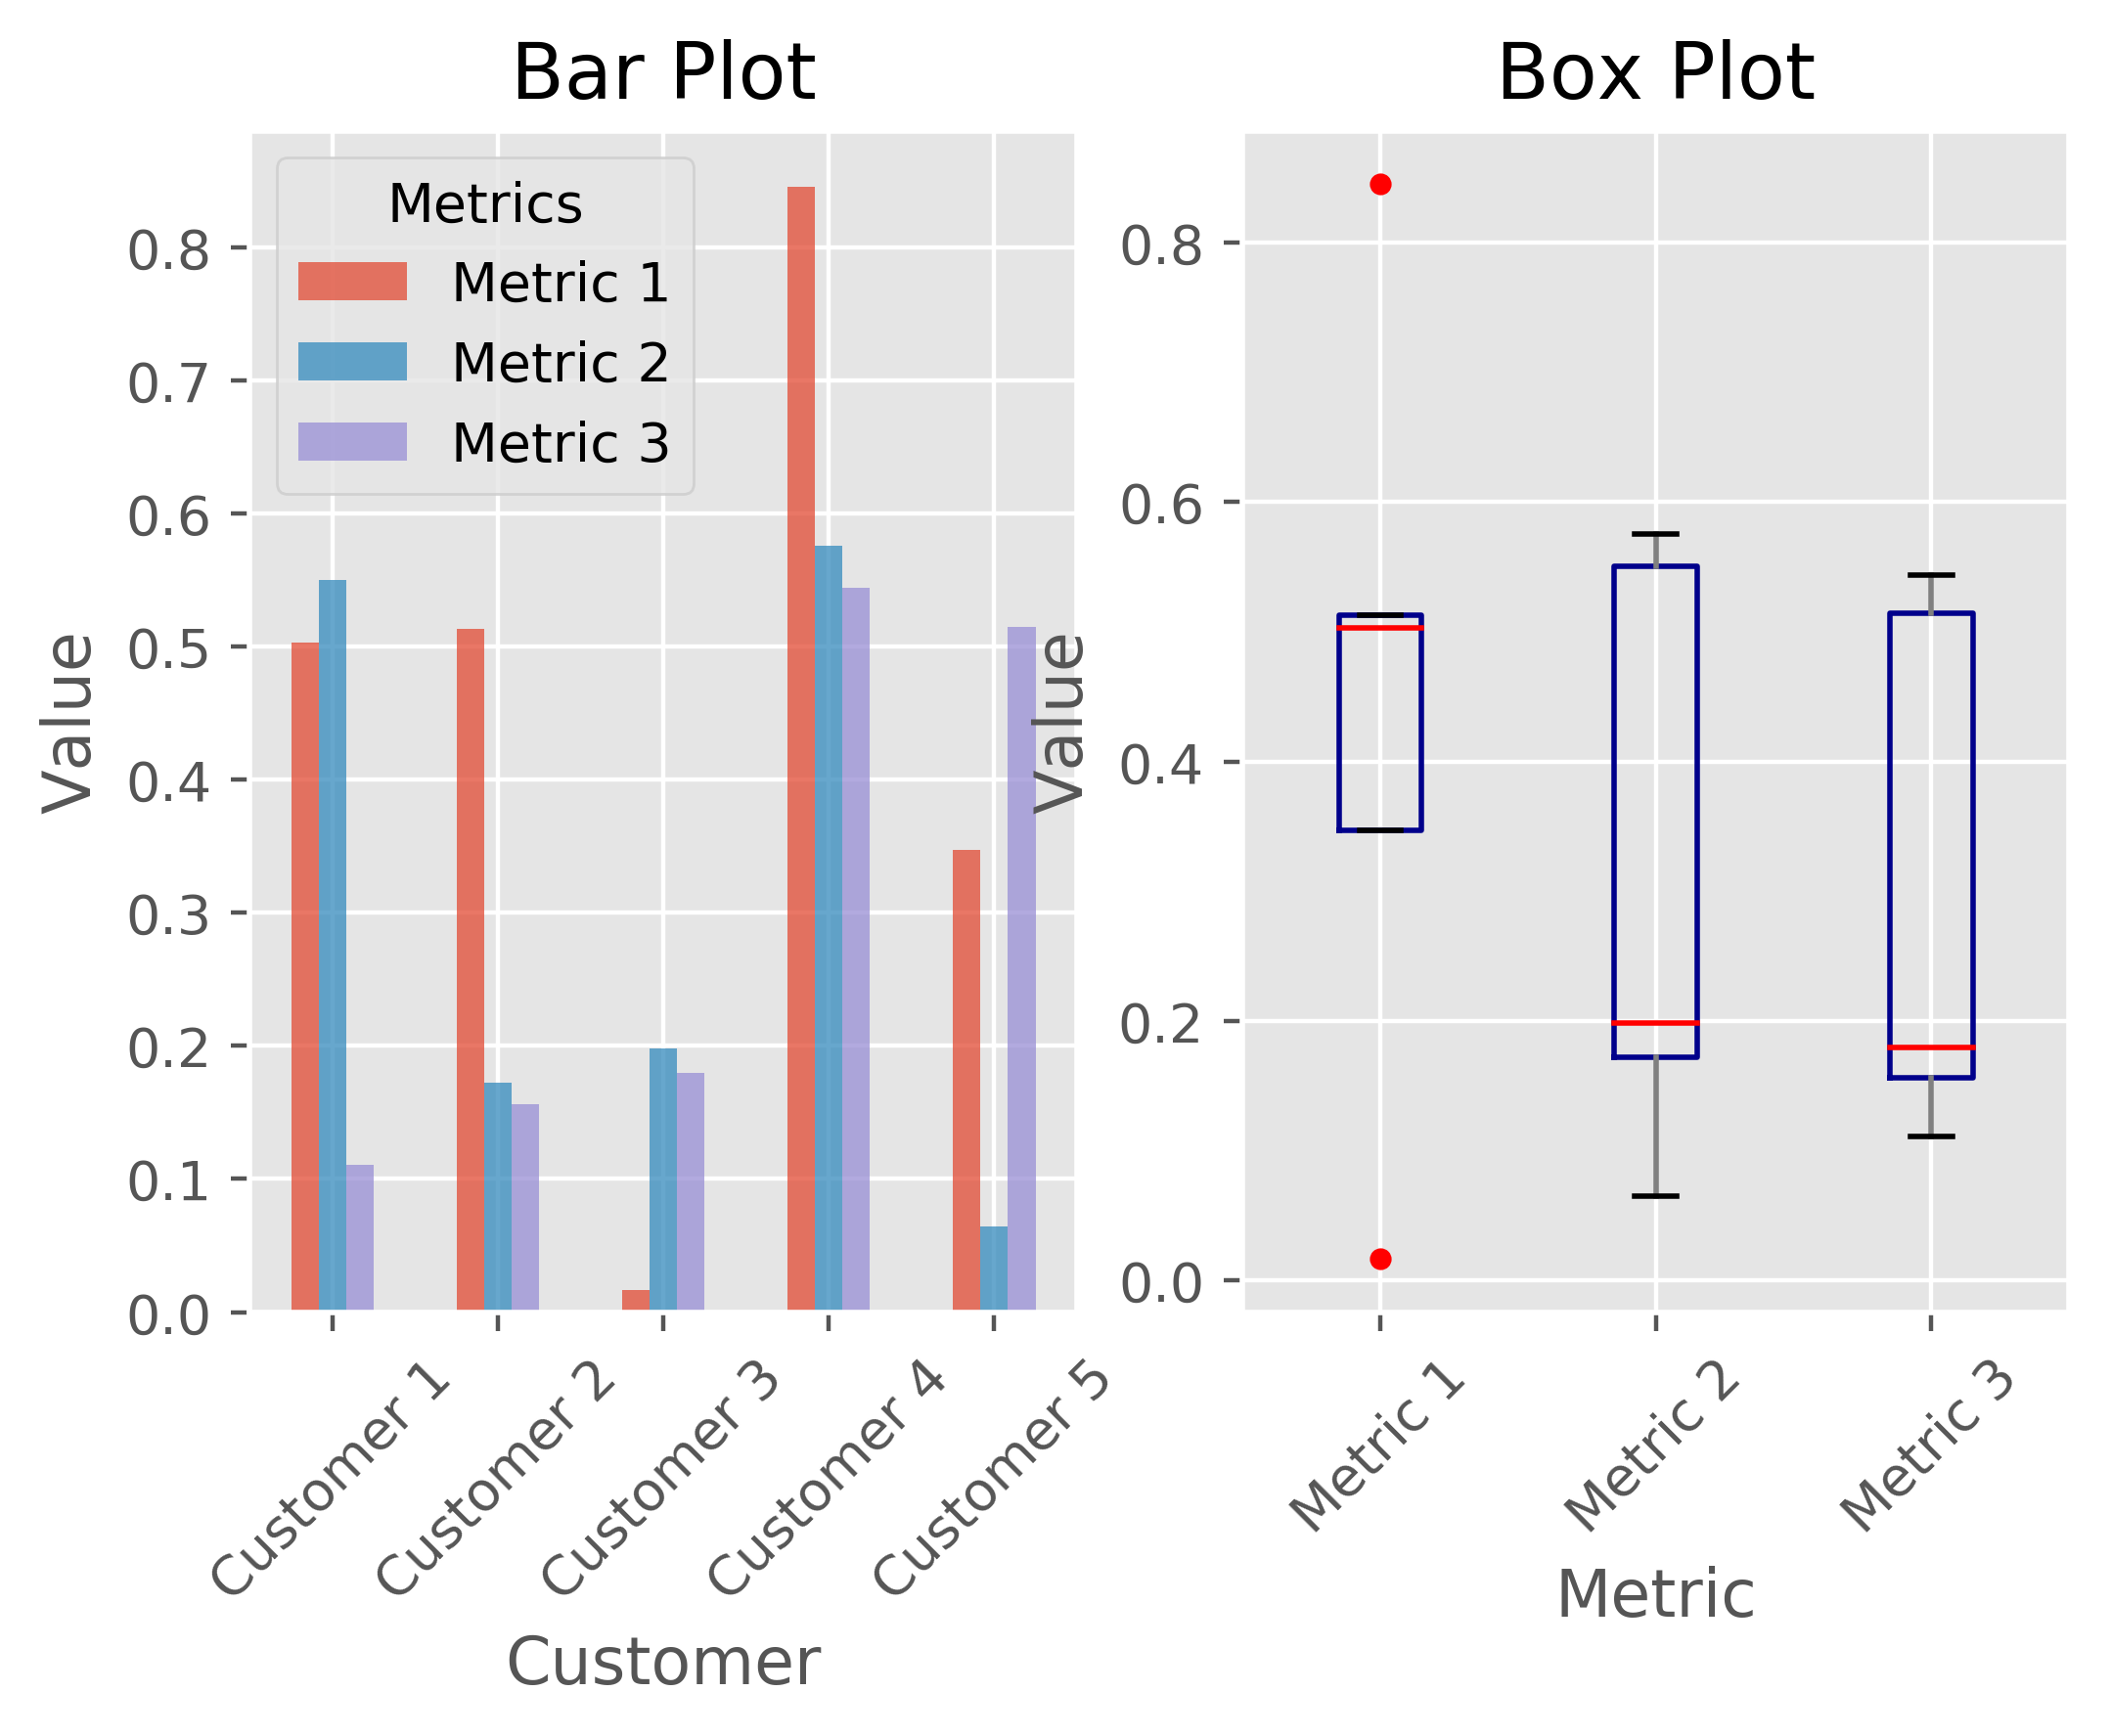 Bar Plot
Metrics
Metric 1
Metric 2
Metric 3
0.8
0.7
0.6
0.5
0.4
0.3
0.2
0.1
0.0
Value
Customer 1
Customer 2
Customer 3
Customer 4
Customer 5
Customer
Box Plot
0.8
0.6
0.4
0.2
0.0
Value
Metric 1
Metric 2
Metric 3
Metric